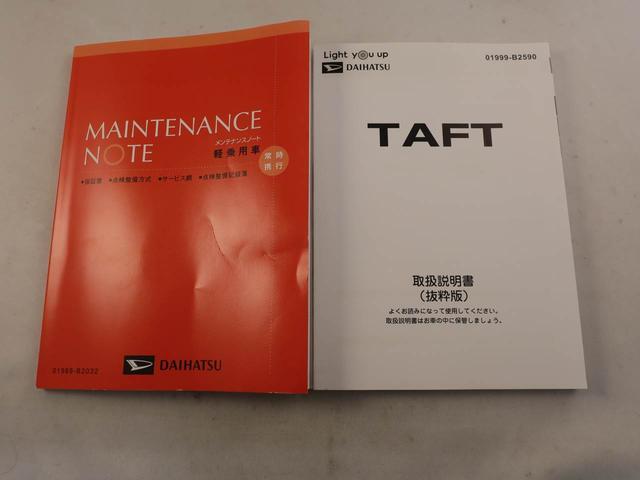 MAINTENANCE
NOTE
メンテナンスノート
軽乗用車
常時
携行
●保証書 ●点検整備方式 ●サービス網 ●点検整備記録簿
01989-B2032
DAIHATSU
Light you up
DAIHATSU
01999-B2590
TAFT
取扱説明書
(抜粋版)
よくお読みになって使用してください。
取扱説明書はお車の中に保管しましょう。